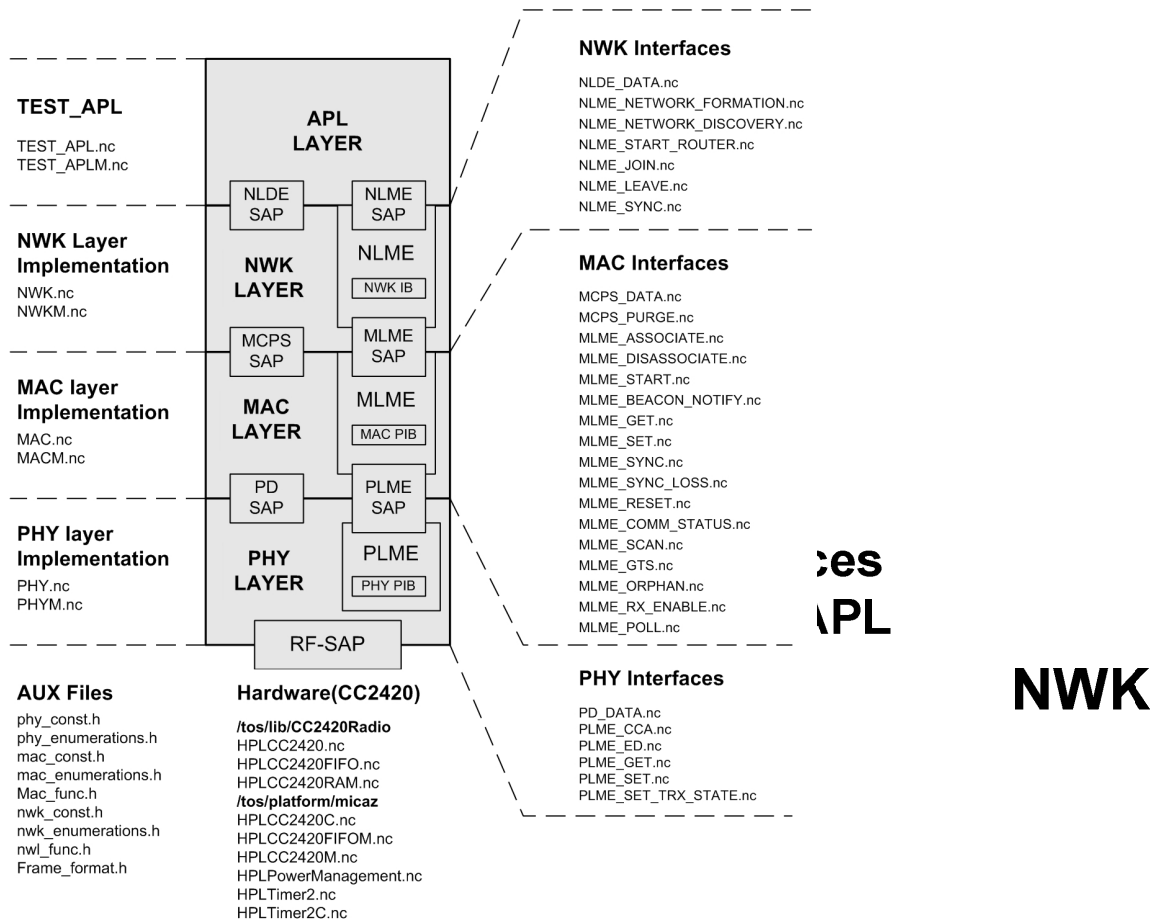 TEST_APL
TEST_APL.nc
TEST_APLM.nc
NWK Layer
Implementation
NWK.nc
NWKM.nc
MAC layer
Implementation
MAC.nc
MACM.nc
PHY layer
Implementation
PHY.nc
PHYM.nc
AUX Files
phy_const.h
phy_enumerations.h
mac_const.h
mac_enumerations.h
Mac_func.h
nwk_const.h
nwk_enumerations.h
nwl_func.h
Frame_format.h
APL
LAYER
NLDE
SAP
NLME
SAP
NWK
LAYER
NLME
NWK IB
MCPS
SAP
MLME
SAP
MAC
LAYER
MLME
MAC PIB
PD
SAP
PLME
SAP
PHY
LAYER
PLME
PHY PIB
RF-SAP
Hardware(CC2420)
/tos/lib/CC2420Radio
HPLCC2420.nc
HPLCC2420FIFO.nc
HPLCC2420RAM.nc
/tos/platform/micaz
HPLCC2420C.nc
HPLCC2420FIFOM.nc
HPLCC2420M.nc
HPLPowerManagement.nc
HPLTimer2.nc
HPLTimer2C.nc
NWK Interfaces
NLDE_DATA.nc
NLME_NETWORK_FORMATION.nc
NLME_NETWORK_DISCOVERY.nc
NLME_START_ROUTER.nc
NLME_JOIN.nc
NLME_LEAVE.nc
NLME_SYNC.nc
MAC Interfaces
MCPS_DATA.nc
MCPS_PURGE.nc
MLME_ASSOCIATE.nc
MLME_DISASSOCIATE.nc
MLME_START.nc
MLME_BEACON_NOTIFY.nc
MLME_GET.nc
MLME_SET.nc
MLME_SYNC.nc
MLME_SYNC_LOSS.nc
MLME_RESET.nc
MLME_COMM_STATUS.nc
MLME_SCAN.nc
MLME_GTS.nc
MLME_ORPHAN.nc
MLME_RX_ENABLE.nc
MLME_POLL.nc
PHY Interfaces
PD_DATA.nc
PLME_CCA.nc
PLME_ED.nc
PLME_GET.nc
PLME_SET.nc
PLME_SET_TRX_STATE.nc
ces
APL
NWK